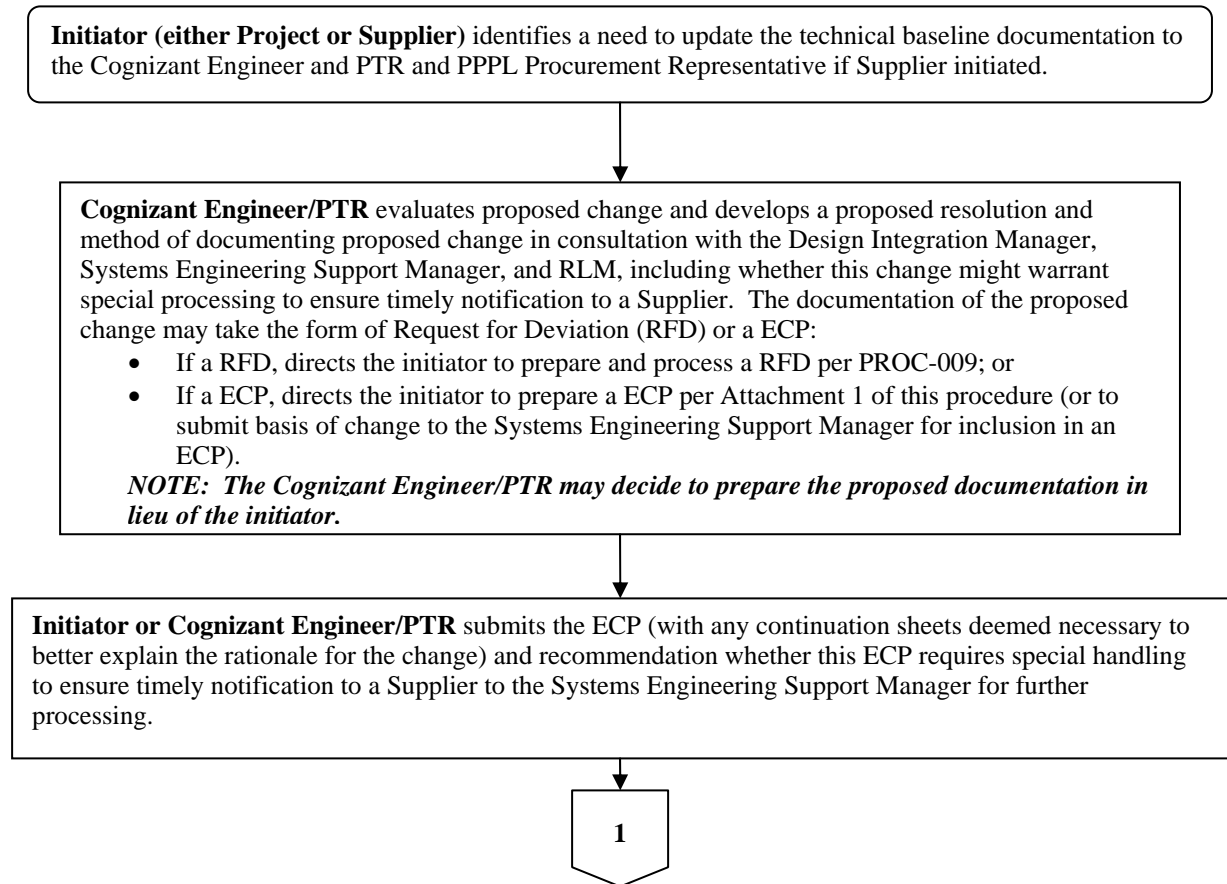 Initiator (either Project or Supplier) identifies a need to update the technical baseline documentation to
the Cognizant Engineer and PTR and PPPL Procurement Representative if Supplier initiated.
Cognizant Engineer/PTR evaluates proposed change and develops a proposed resolution and
method of documenting proposed change in consultation with the Design Integration Manager,
Systems Engineering Support Manager, and RLM, including whether this change might warrant
special processing to ensure timely notification to a Supplier.  The documentation of the proposed
change may take the form of Request for Deviation (RFD) or a ECP:
• If a RFD, directs the initiator to prepare and process a RFD per PROC-009; or
• If a ECP, directs the initiator to prepare a ECP per Attachment 1 of this procedure (or to
submit basis of change to the Systems Engineering Support Manager for inclusion in an
ECP).
NOTE:  The Cognizant Engineer/PTR may decide to prepare the proposed documentation in
lieu of the initiator.
Initiator or Cognizant Engineer/PTR submits the ECP (with any continuation sheets deemed necessary to
better explain the rationale for the change) and recommendation whether this ECP requires special handling
to ensure timely notification to a Supplier to the Systems Engineering Support Manager for further
processing.
1